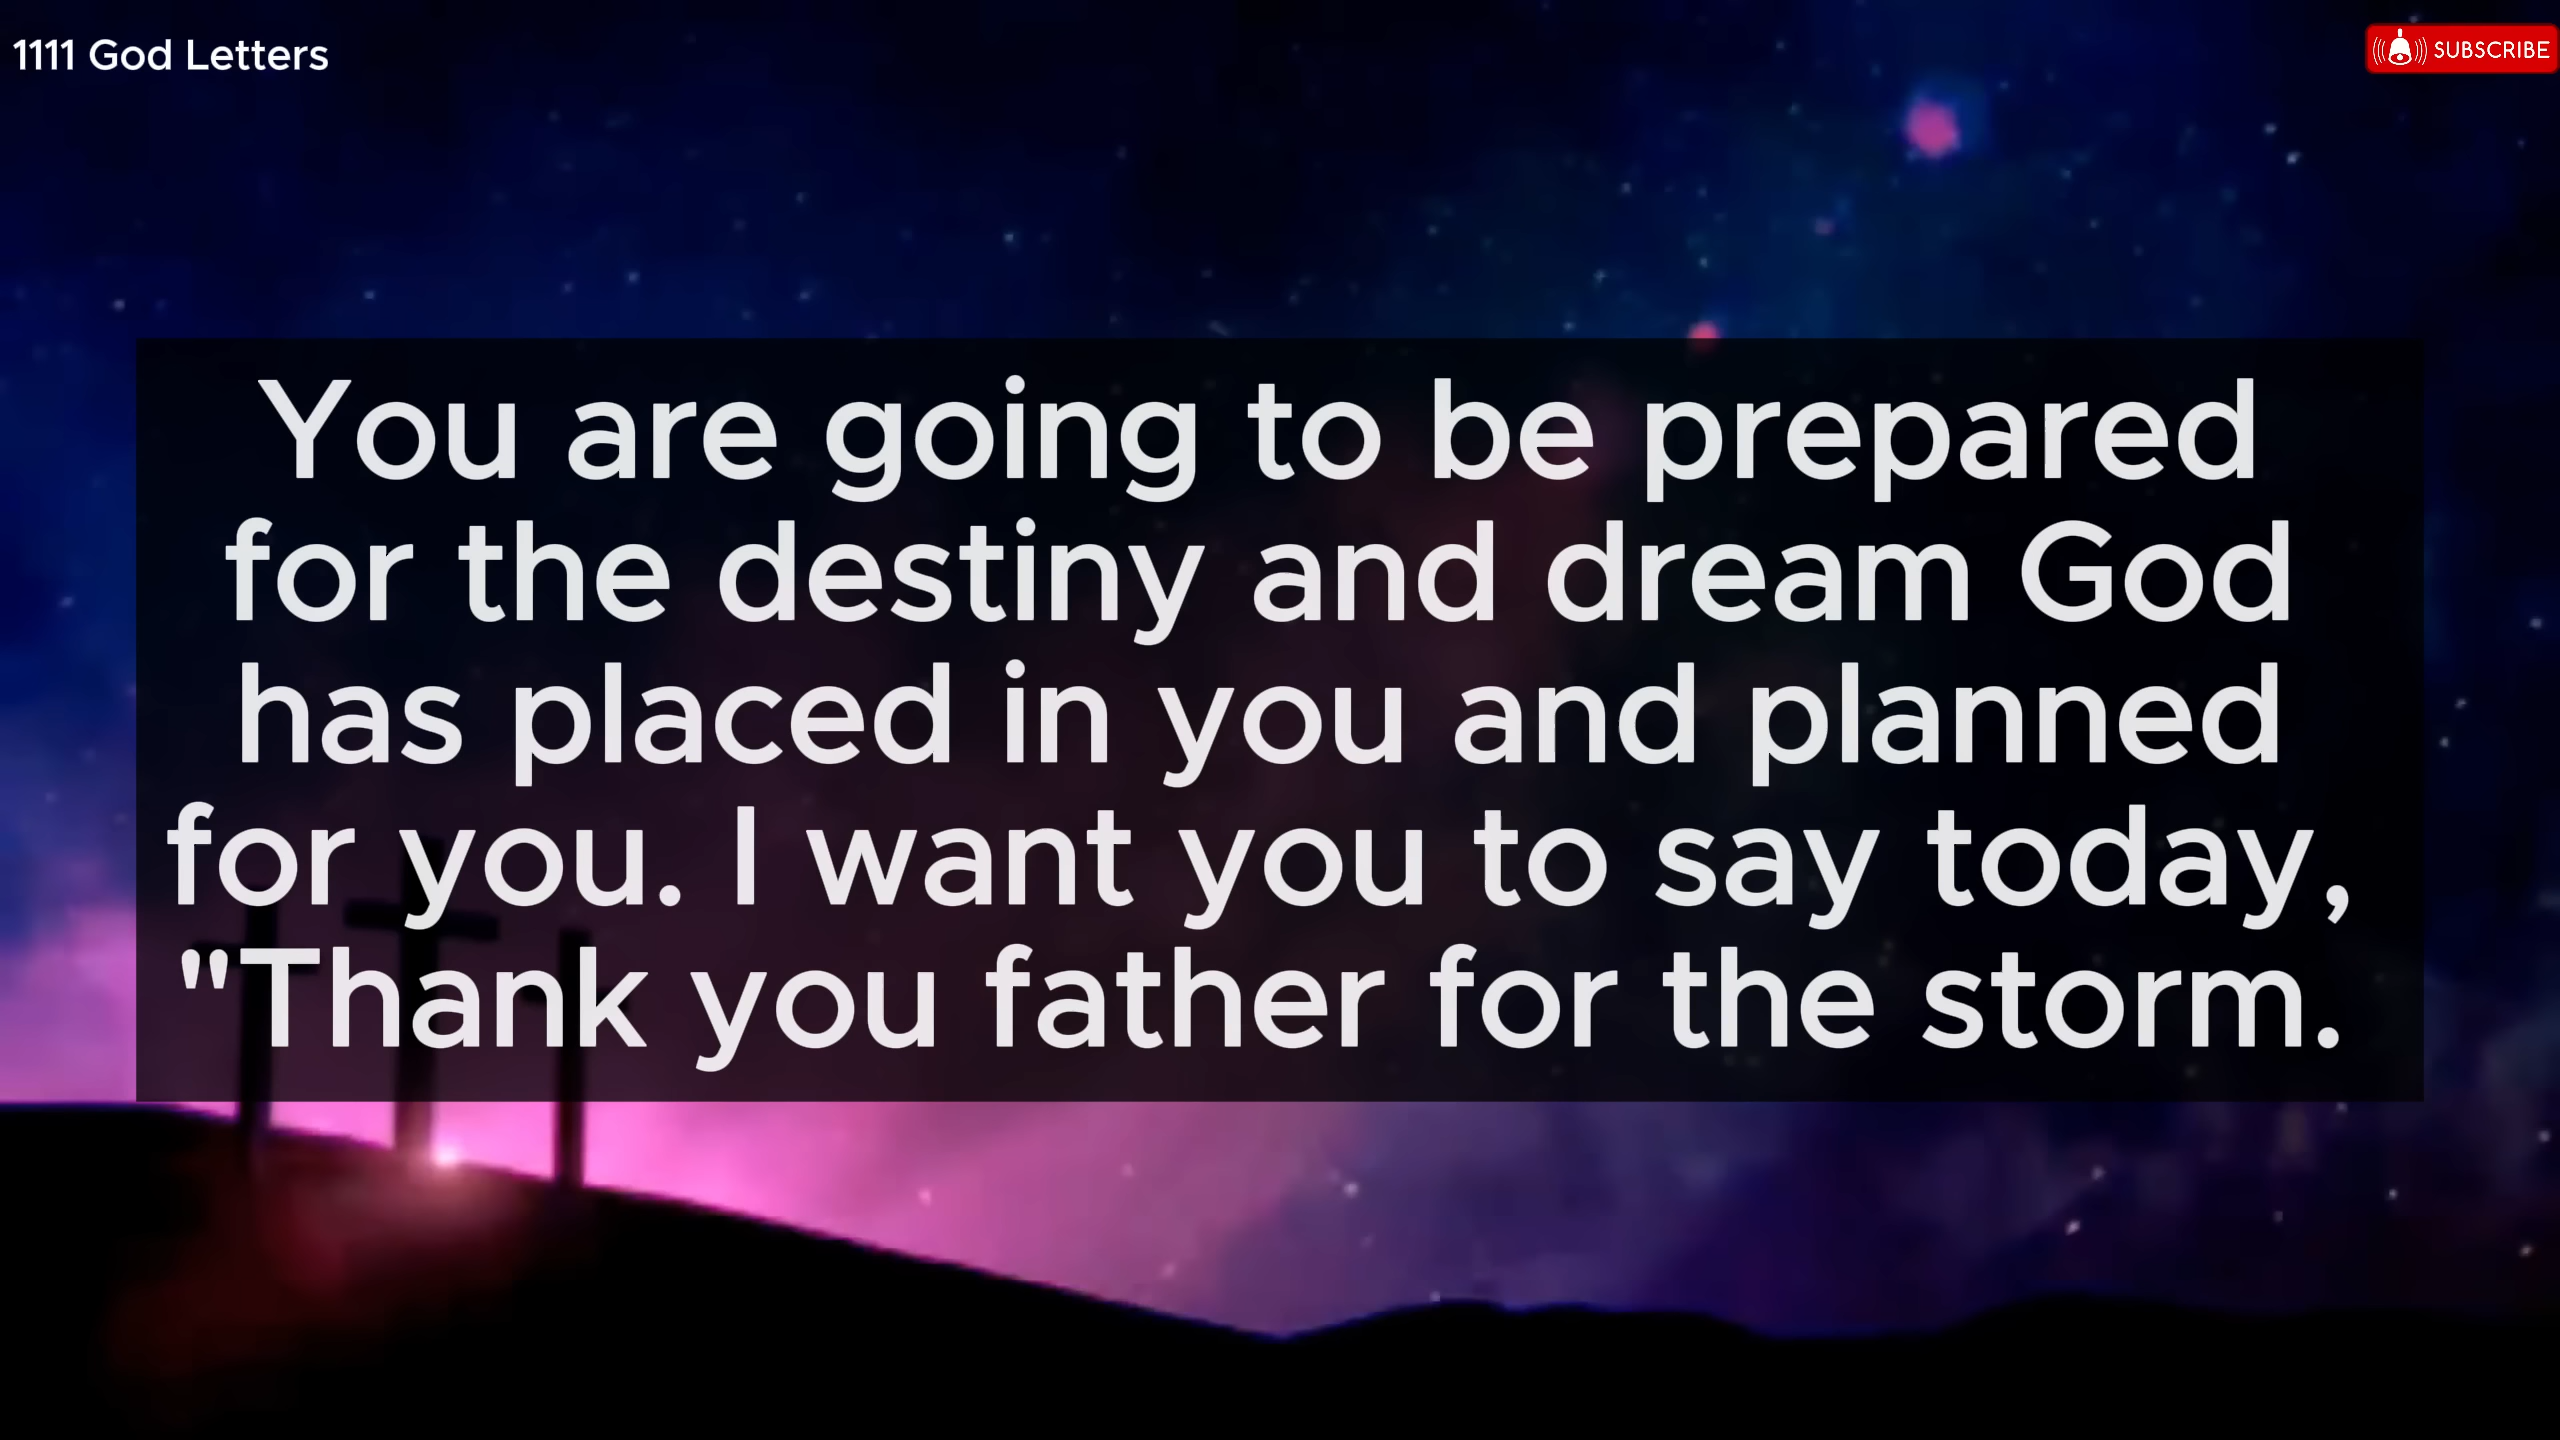 1111 God Letters
SUBSCRIBE
You are going to be prepared
for the destiny and dream God
has placed in you and planned
for you. I want you to say today,
"Thank you father for the storm.